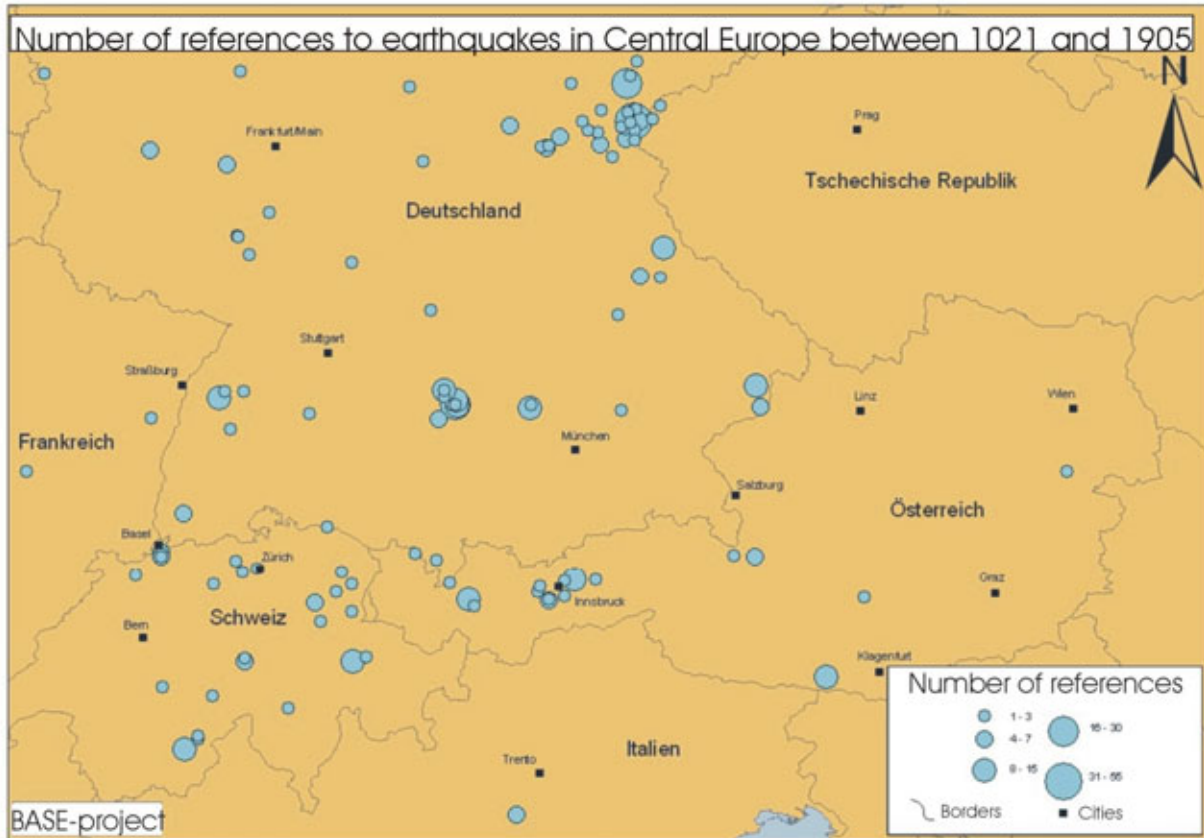 Number of references to earthquakes in Central Europe between 1021 and 1905
N
Prag
Frankfurt/Main
Tschechische Republik
Deutschland
Stuttgart
Straßburg
Linz
Wien
Frankreich
München
Salzburg
Österreich
Basel
Zürich
Graz
Innsbruck
Schweiz
Bern
Klagenfurt
Number of references
1 - 3
16 - 30
4 - 7
8 - 15
31 - 55
Borders
Cities
Italien
Trento
BASE-project